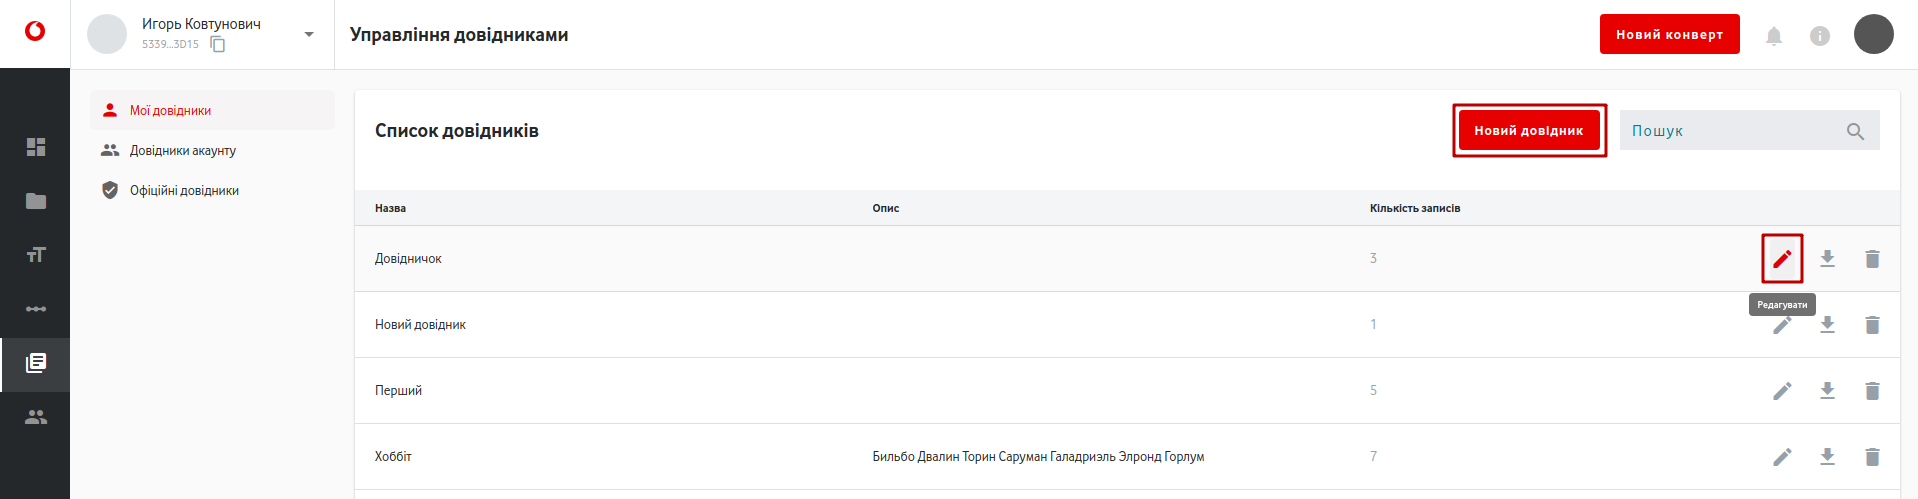 Игорь Ковтунович
5339...3D15
Управління довідниками
Новий конверт
Мої довідники
Довідники акаунту
Офіційні довідники
Список довідників
Новий довідник
Пошук
Назва Опис Кількість записів
Довідничок 3
Редагувати
Новий довідник 1
Перший 5
Хоббіт Бильбо Двалин Торин Саруман Галадриэль Элронд Горлум 7